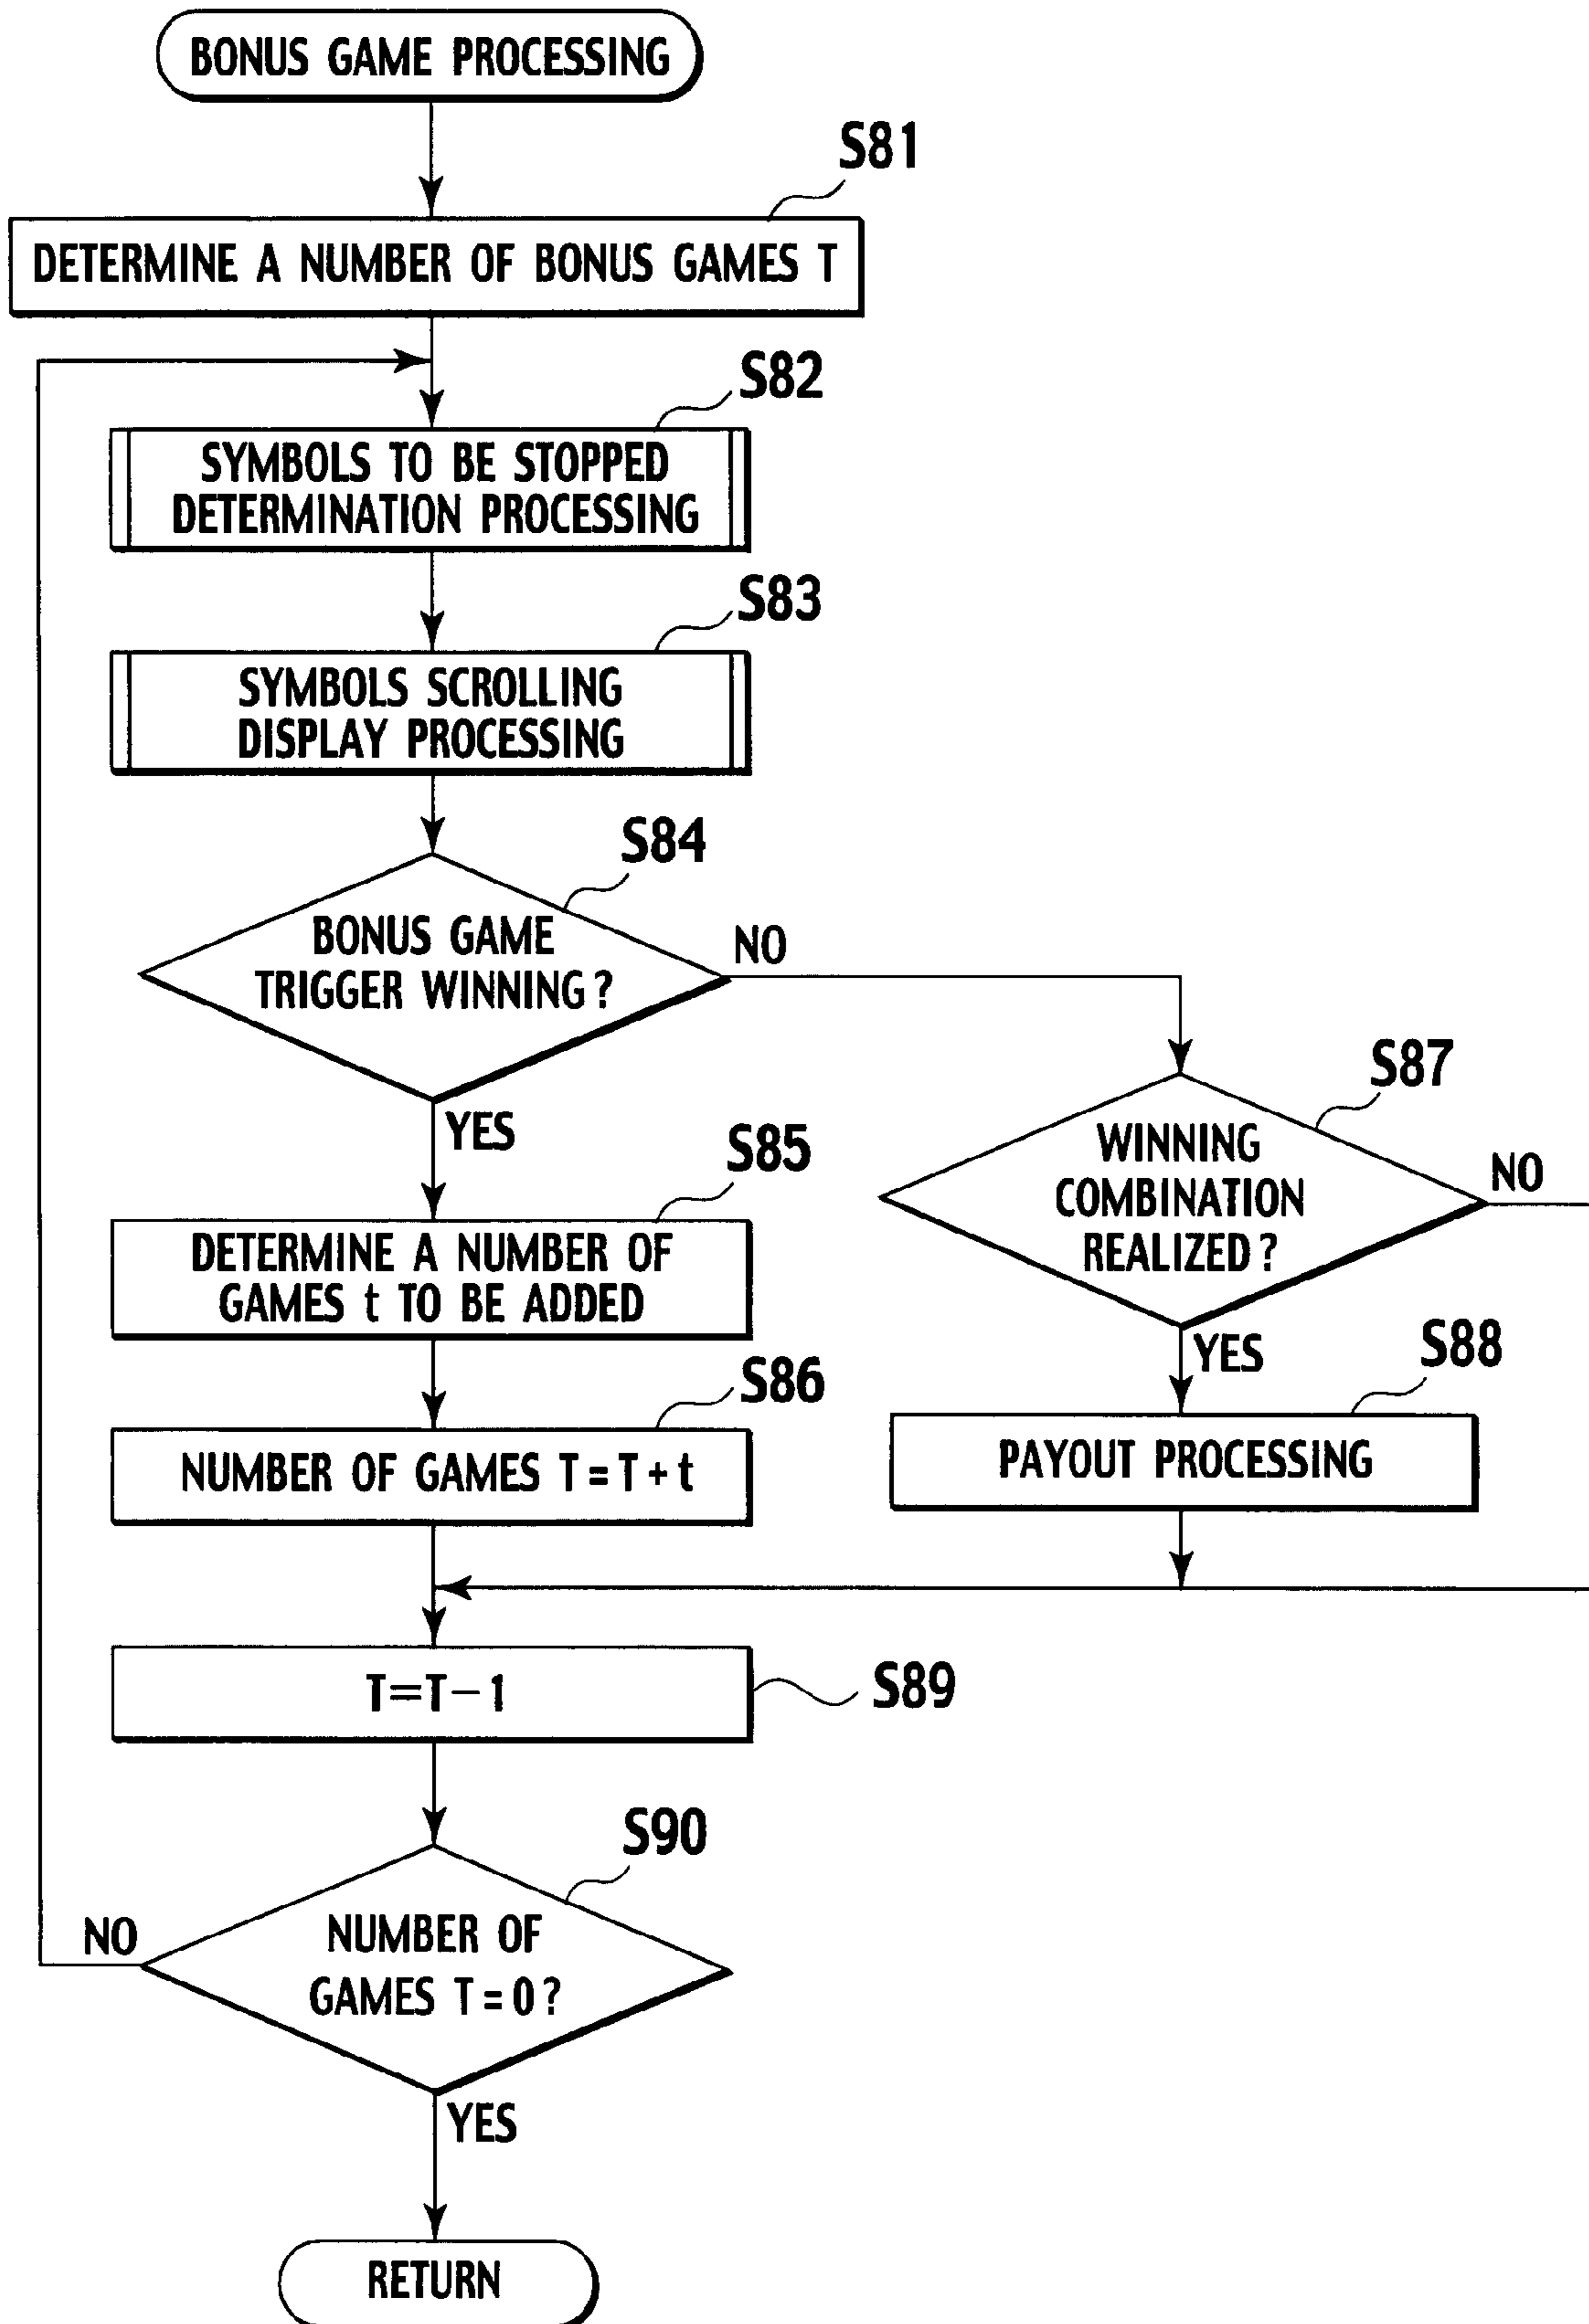 BONUS GAME PROCESSING
S81
DETERMINE A NUMBER OF BONUS GAMES T
S82
SYMBOLS TO BE STOPPED
DETERMINATION PROCESSING
S83
SYMBOLS SCROLLING
DISPLAY PROCESSING
S84
BONUS GAME
TRIGGER WINNING?
NO
YES
S85
DETERMINE A NUMBER OF
GAMES t TO BE ADDED
S86
NUMBER OF GAMES T=T+t
S87
WINNING
COMBINATION
REALIZED?
NO
YES
S88
PAYOUT PROCESSING
T=T-1
S89
S90
NUMBER OF
GAMES T=0?
NO
YES
RETURN